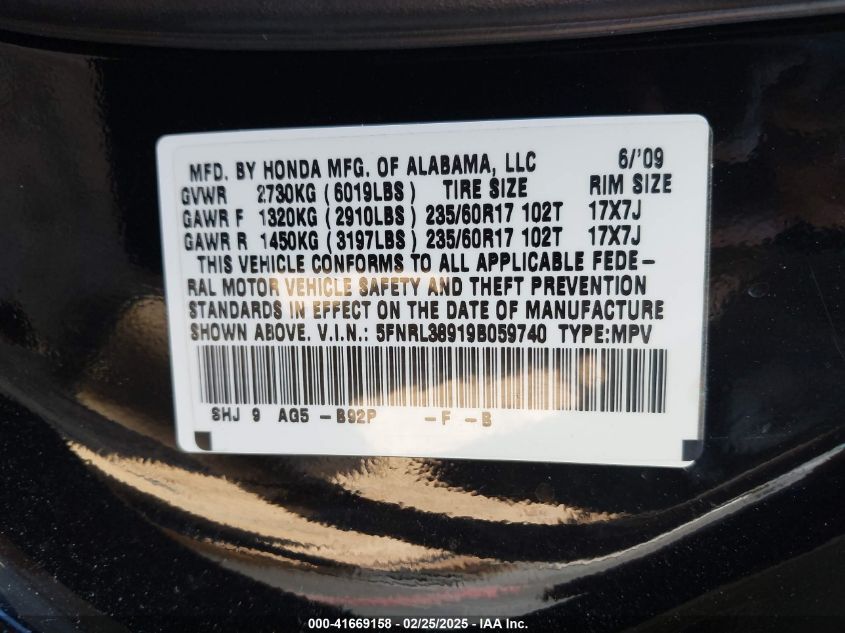 MFD. BY HONDA MFG. OF ALABAMA, LLC 6/'09
GVWR 2730KG (6019LBS) TIRE SIZE RIM SIZE
GAWR F 1320KG (2910LBS) 235/60R17 102T 17X7J
GAWR R 1450KG (3197LBS) 235/60R17 102T 17X7J
THIS VEHICLE CONFORMS TO ALL APPLICABLE FEDE-
RAL MOTOR VEHICLE SAFETY AND THEFT PREVENTION
STANDARDS IN EFFECT ON THE DATE OF MANUFACTURE
SHOWN ABOVE. V.I.N.: 5FNRL38919B059740 TYPE:MPV
SHJ 9 AG5 -B92P -F -B
000-41669158 - 02/25/2025 - IAA Inc.